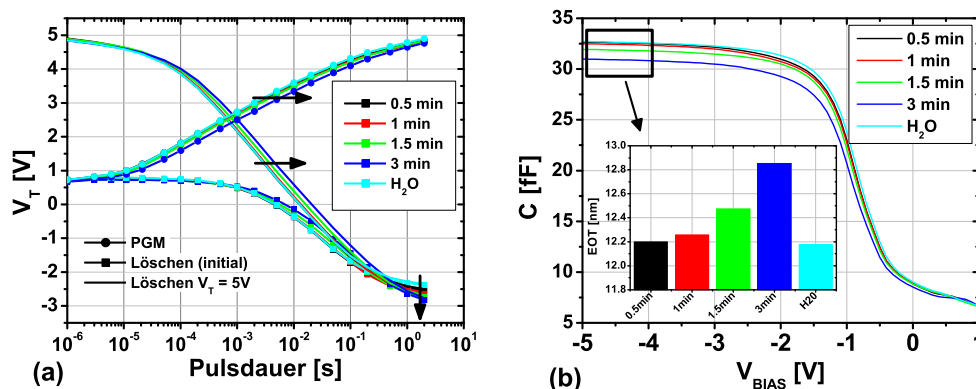 5
4
3
2
1
0
-1
-2
-3
-4
V_T [V]
0.5 min
1 min
1.5 min
3 min
H₂O
PGM
Löschen (initial)
Löschen V_T = 5V
10⁻⁶ 10⁻⁵ 10⁻⁴ 10⁻³ 10⁻² 10⁻¹ 10⁰ 10¹
(a)
Pulsdauer [s]
35
30
25
20
15
10
5
C [fF]
0.5 min
1 min
1.5 min
3 min
H₂O
13.0
12.8
12.6
12.4
12.2
12.0
11.8
EOT [nm]
0.5min 1min 1.5min 3min H20
-5 -4 -3 -2 -1 0 1
(b)
V_BIAS [V]